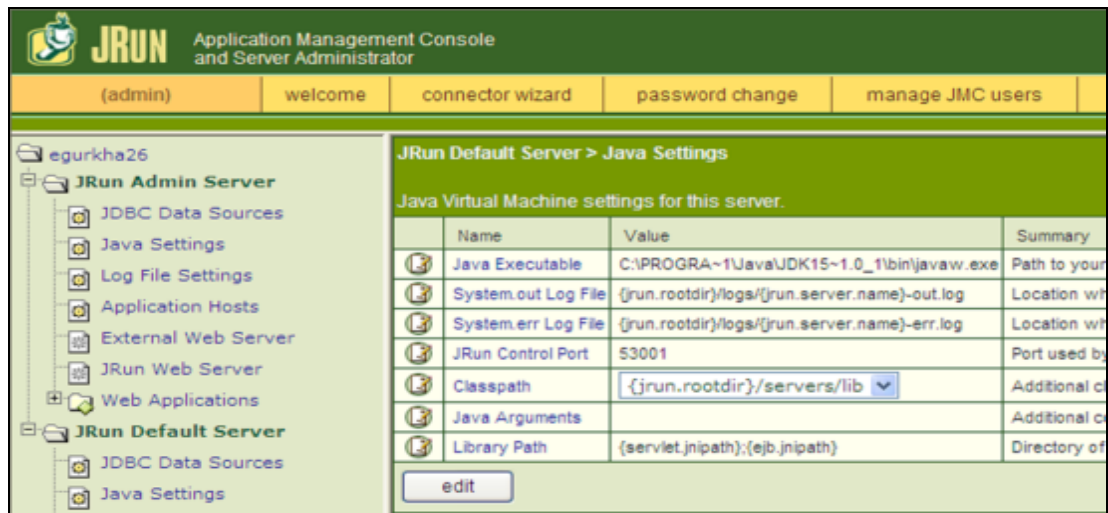 JRUN Application Management Console
and Server Administrator
(admin) welcome connector wizard password change manage JMC users
egurkha26
JRun Admin Server
JDBC Data Sources
Java Settings
Log File Settings
Application Hosts
External Web Server
JRun Web Server
Web Applications
JRun Default Server
JDBC Data Sources
Java Settings
JRun Default Server > Java Settings
Java Virtual Machine settings for this server.
Name Value Summary
Java Executable C:\PROGRA~1\Java\JDK15~1.0_1\bin\javaw.exe Path to your
System.out Log File {jrun.rootdir}/logs/{jrun.server.name}-out.log Location wh
System.err Log File {jrun.rootdir}/logs/{jrun.server.name}-err.log Location wh
JRun Control Port 53001 Port used by
Classpath {jrun.rootdir}/servers/lib Additional cl
Java Arguments Additional co
Library Path {servlet.jnipath};{ejb.jnipath} Directory of
edit